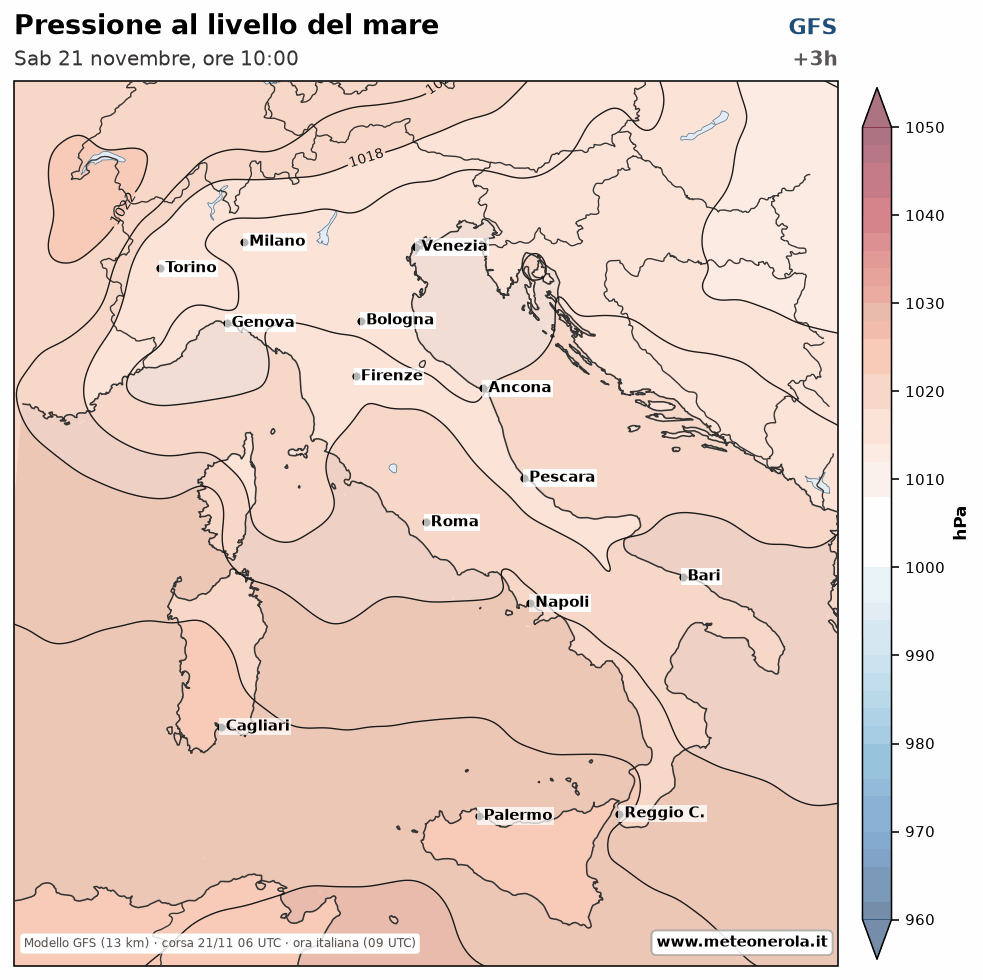 Pressione al livello del mare
GFS
Sab 21 novembre, ore 10:00
+3h
1018
Milano
Venezia
Torino
Genova
Bologna
Firenze
Ancona
Pescara
Roma
Bari
Napoli
Cagliari
Palermo
Reggio C.
Modello GFS (13 km) · corsa 21/11 06 UTC · ora italiana (09 UTC)
www.meteonerola.it
1050
1040
1030
1020
1010
1000
990
980
970
960
hPa